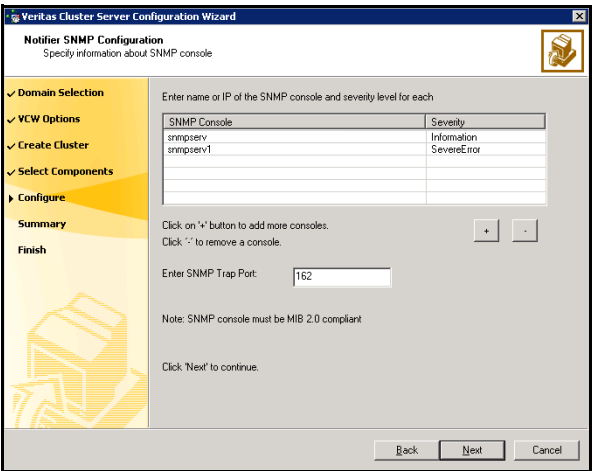 Veritas Cluster Server Configuration Wizard
Notifier SNMP Configuration
Specify information about SNMP console
Domain Selection
VCW Options
Create Cluster
Select Components
Configure
Summary
Finish
Enter name or IP of the SNMP console and severity level for each
SNMP Console Severity
snmpserv Information
snmpserv1 SevereError
Click on '+' button to add more consoles.
Click '-' to remove a console.
+ -
Enter SNMP Trap Port: 162
Note: SNMP console must be MIB 2.0 compliant
Click 'Next' to continue.
Back Next Cancel